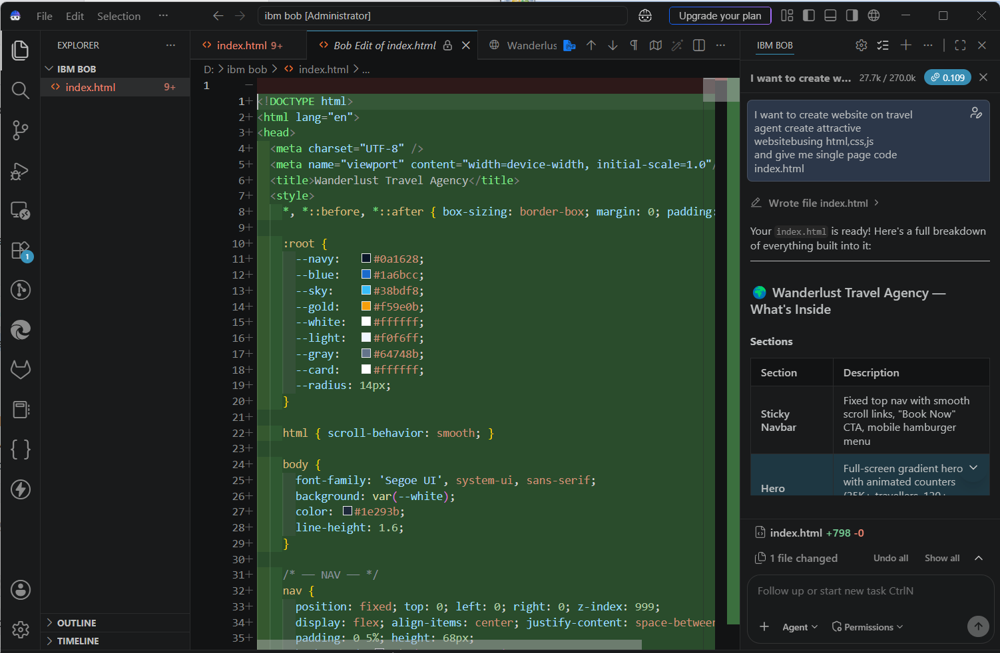 File Edit Selection ··· ibm bob [Administrator] Upgrade your plan
EXPLORER ···
IBM BOB
index.html 9+
OUTLINE
TIMELINE
1
index.html 9+ Bob Edit of index.html Wanderlus ···
D: > ibm bob > index.html > ...
1 −
1+ <!DOCTYPE html>
2+ <html lang="en">
3+ <head>
4+ <meta charset="UTF-8" />
5+ <meta name="viewport" content="width=device-width, initial-scale=1.0"/
6+ <title>Wanderlust Travel Agency</title>
7+ <style>
8+ *, *::before, *::after { box-sizing: border-box; margin: 0; padding:
9+
10+ :root {
11+ --navy: #0a1628;
12+ --blue: #1a6bcc;
13+ --sky: #38bdf8;
14+ --gold: #f59e0b;
15+ --white: #ffffff;
16+ --light: #f0f6ff;
17+ --gray: #64748b;
18+ --card: #ffffff;
19+ --radius: 14px;
20+ }
21+
22+ html { scroll-behavior: smooth; }
23+
24+ body {
25+ font-family: 'Segoe UI', system-ui, sans-serif;
26+ background: var(--white);
27+ color: #1e293b;
28+ line-height: 1.6;
29+ }
30+
31+ /* —— NAV —— */
32+ nav {
33+ position: fixed; top: 0; left: 0; right: 0; z-index: 999;
34+ display: flex; align-items: center; justify-content: space-between
35+ padding: 0 5%; height: 68px;
IBM BOB ···
I want to create w... 27.7k / 270.0k 0.109
I want to create website on travel
agent create attractive
websitebusing html,css,js
and give me single page code
index.html
Wrote file index.html >
Your index.html is ready! Here's a full breakdown
of everything built into it:
Wanderlust Travel Agency —
What's Inside
Sections
Section Description
Sticky Navbar
Fixed top nav with smooth
scroll links, "Book Now"
CTA, mobile hamburger
menu
Hero
Full-screen gradient hero
with animated counters
(25K+ travellers, 120+
index.html +798 -0
1 file changed Undo all Show all
Follow up or start new task CtrlN
Agent Permissions